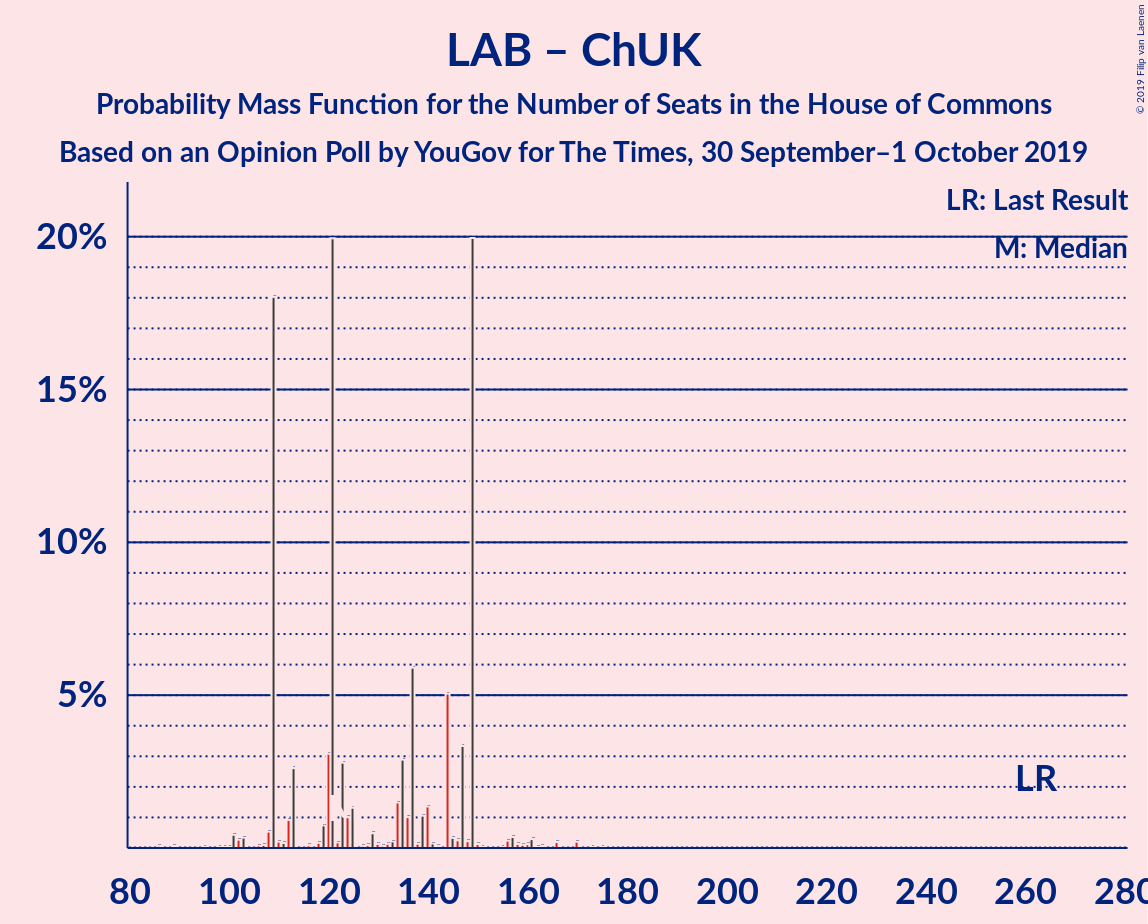 LAB – ChUK
Probability Mass Function for the Number of Seats in the House of Commons
Based on an Opinion Poll by YouGov for The Times, 30 September–1 October 2019
© 2019 Filip van Laenen
LR: Last Result
M: Median
20%
15%
10%
5%
LR
80 100 120 140 160 180 200 220 240 260 280